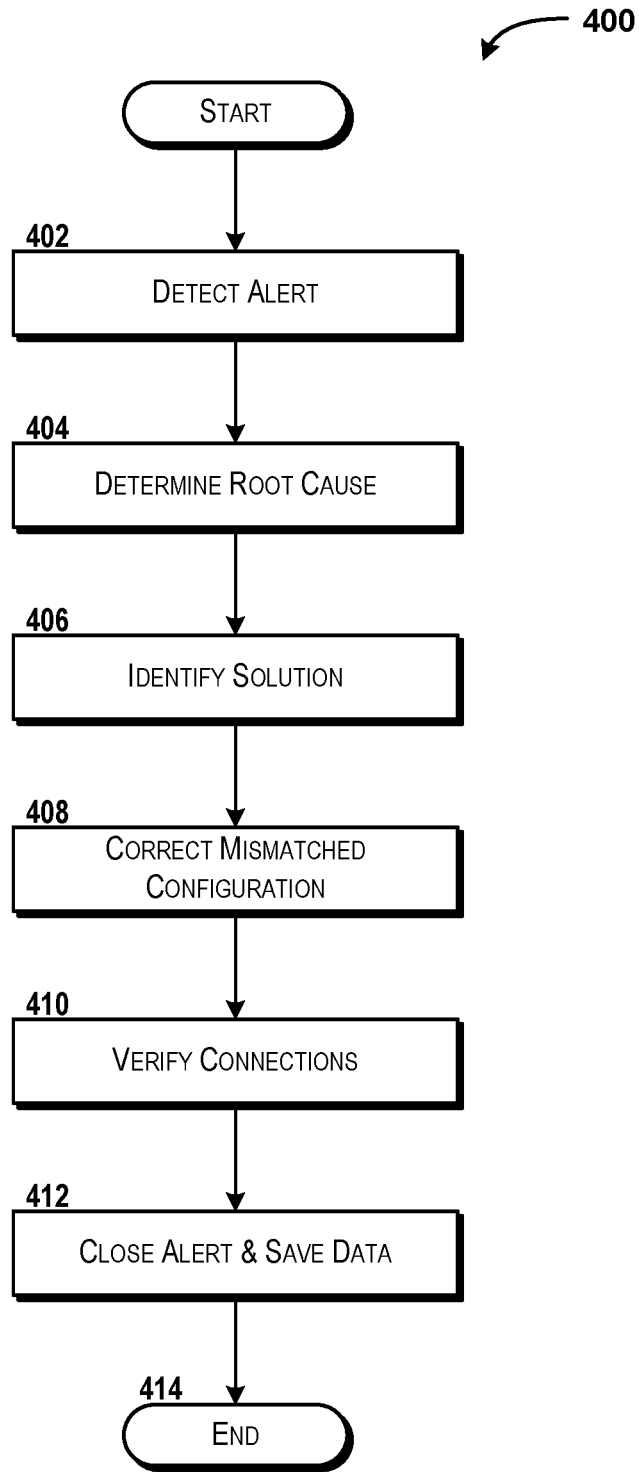 400
START
402
DETECT ALERT
404
DETERMINE ROOT CAUSE
406
IDENTIFY SOLUTION
408
CORRECT MISMATCHED
CONFIGURATION
410
VERIFY CONNECTIONS
412
CLOSE ALERT & SAVE DATA
414
END